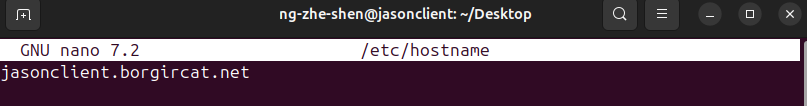 ng-zhe-shen@jasonclient: ~/Desktop
GNU nano 7.2 /etc/hostname
jasonclient.borgircat.net